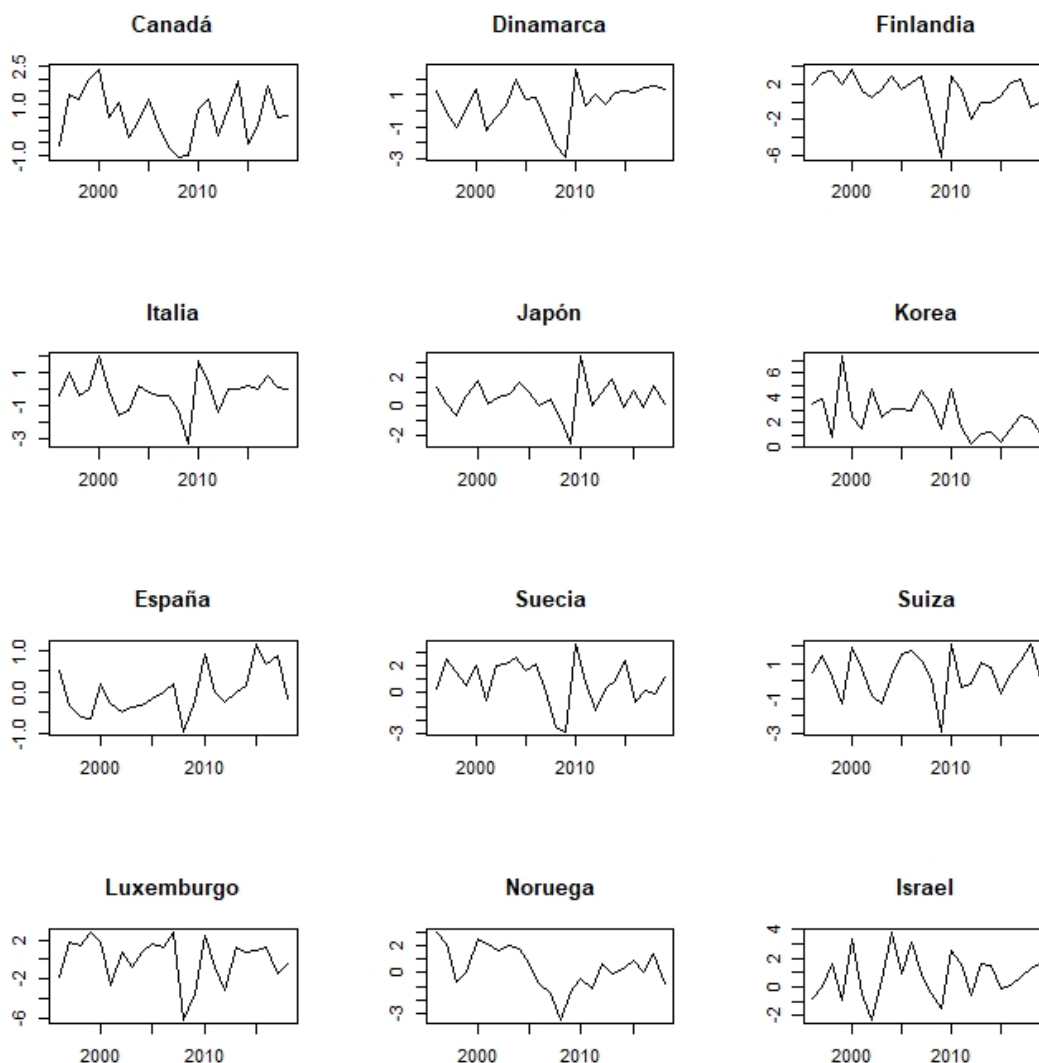 Canadá Dinamarca Finlandia
2.5 1.0 -1.0 1 -1 -3 2 -2 -6
2000 2010 2000 2010 2000 2010
Italia Japón Korea
1 -1 -3 2 0 -2 6 4 2 0
2000 2010 2000 2010 2000 2010
España Suecia Suiza
1.0 0.0 -1.0 2 0 -3 1 -1 -3
2000 2010 2000 2010 2000 2010
Luxemburgo Noruega Israel
2 -2 -6 2 0 -3 4 2 0 -2
2000 2010 2000 2010 2000 2010